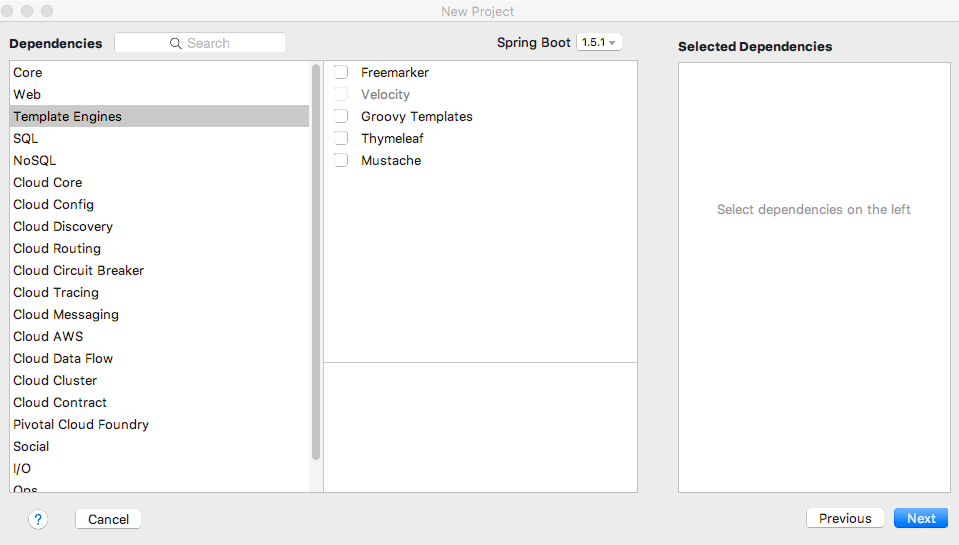 New Project
Dependencies
Search
Spring Boot
1.5.1
Selected Dependencies
Core
Web
Template Engines
SQL
NoSQL
Cloud Core
Cloud Config
Cloud Discovery
Cloud Routing
Cloud Circuit Breaker
Cloud Tracing
Cloud Messaging
Cloud AWS
Cloud Data Flow
Cloud Cluster
Cloud Contract
Pivotal Cloud Foundry
Social
I/O
Ops
Freemarker
Velocity
Groovy Templates
Thymeleaf
Mustache
Select dependencies on the left
?
Cancel
Previous
Next